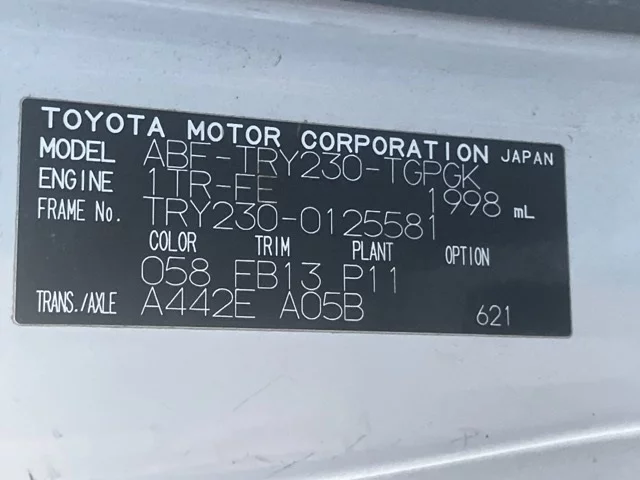 TOYOTA MOTOR CORPORATION JAPAN
MODEL ABF-TRY230-TGPGK
ENGINE 1TR-FE 1998 mL
FRAME No. TRY230-0125581
COLOR TRIM PLANT OPTION
058 FB13 P11
TRANS./AXLE A442E A05B 621